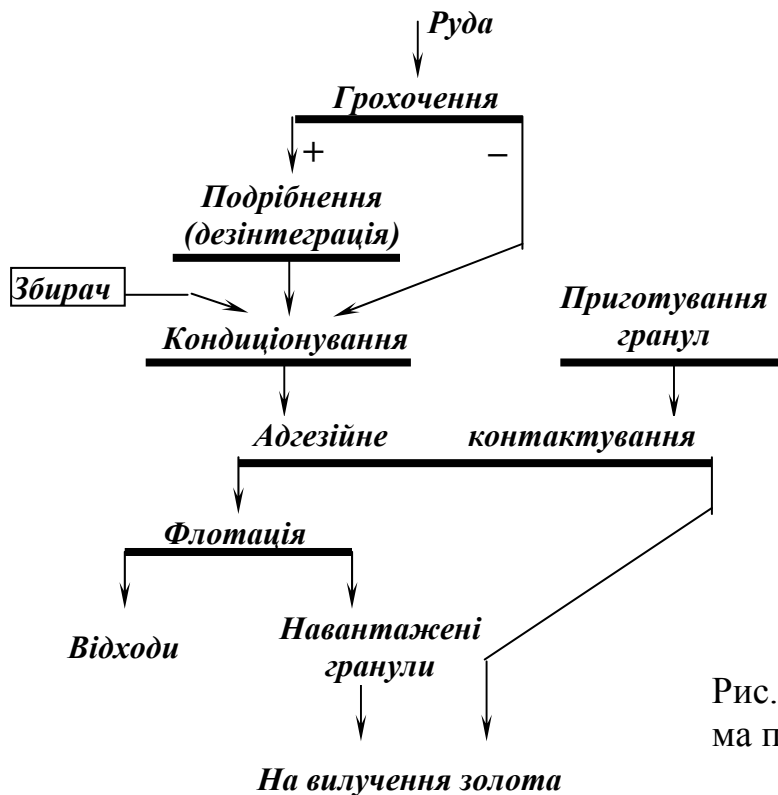 Руда
Грохочення
+ –
Подрібнення
(дезінтеграція)
Збирач
Приготування
гранул
Кондиціонування
Адгезійне контактування
Флотація
Відходи
Навантажені
гранули
Рис.
ма п
На вилучення золота